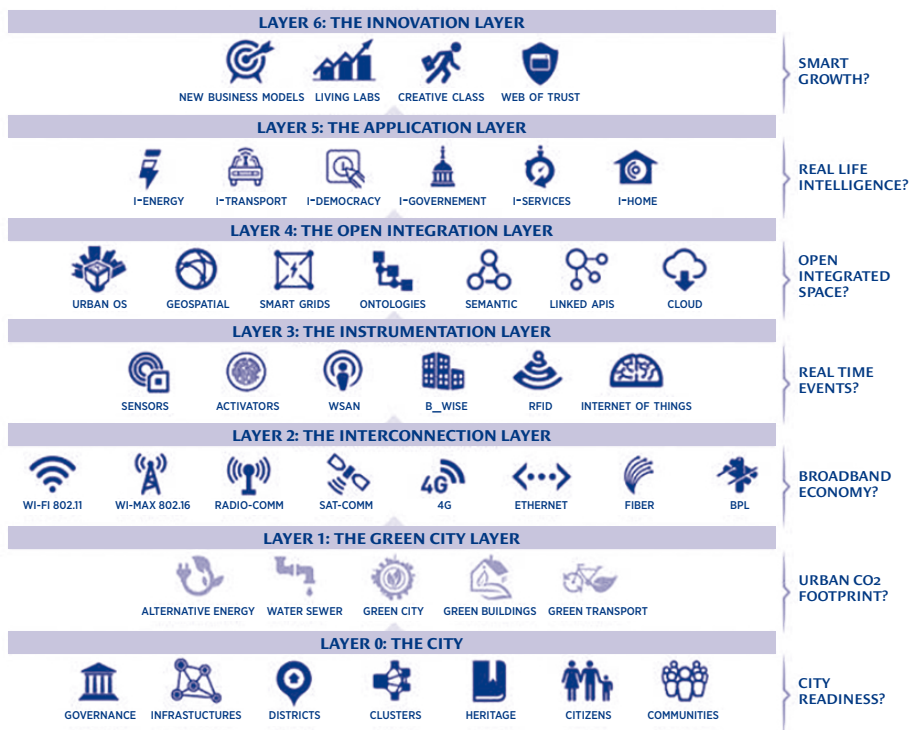 LAYER 6: THE INNOVATION LAYER
NEW BUSINESS MODELS LIVING LABS CREATIVE CLASS WEB OF TRUST
SMART
GROWTH?
LAYER 5: THE APPLICATION LAYER
I-ENERGY I-TRANSPORT I-DEMOCRACY I-GOVERNEMENT I-SERVICES I-HOME
REAL LIFE
INTELLIGENCE?
LAYER 4: THE OPEN INTEGRATION LAYER
URBAN OS GEOSPATIAL SMART GRIDS ONTOLOGIES SEMANTIC LINKED APIS CLOUD
OPEN
INTEGRATED
SPACE?
LAYER 3: THE INSTRUMENTATION LAYER
SENSORS ACTIVATORS WSAN B_WISE RFID INTERNET OF THINGS
REAL TIME
EVENTS?
LAYER 2: THE INTERCONNECTION LAYER
4G
WI-FI 802.11 WI-MAX 802.16 RADIO-COMM SAT-COMM 4G ETHERNET FIBER BPL
BROADBAND
ECONOMY?
LAYER 1: THE GREEN CITY LAYER
ALTERNATIVE ENERGY WATER SEWER GREEN CITY GREEN BUILDINGS GREEN TRANSPORT
URBAN CO2
FOOTPRINT?
LAYER 0: THE CITY
GOVERNANCE INFRASTUCTURES DISTRICTS CLUSTERS HERITAGE CITIZENS COMMUNITIES
CITY
READINESS?